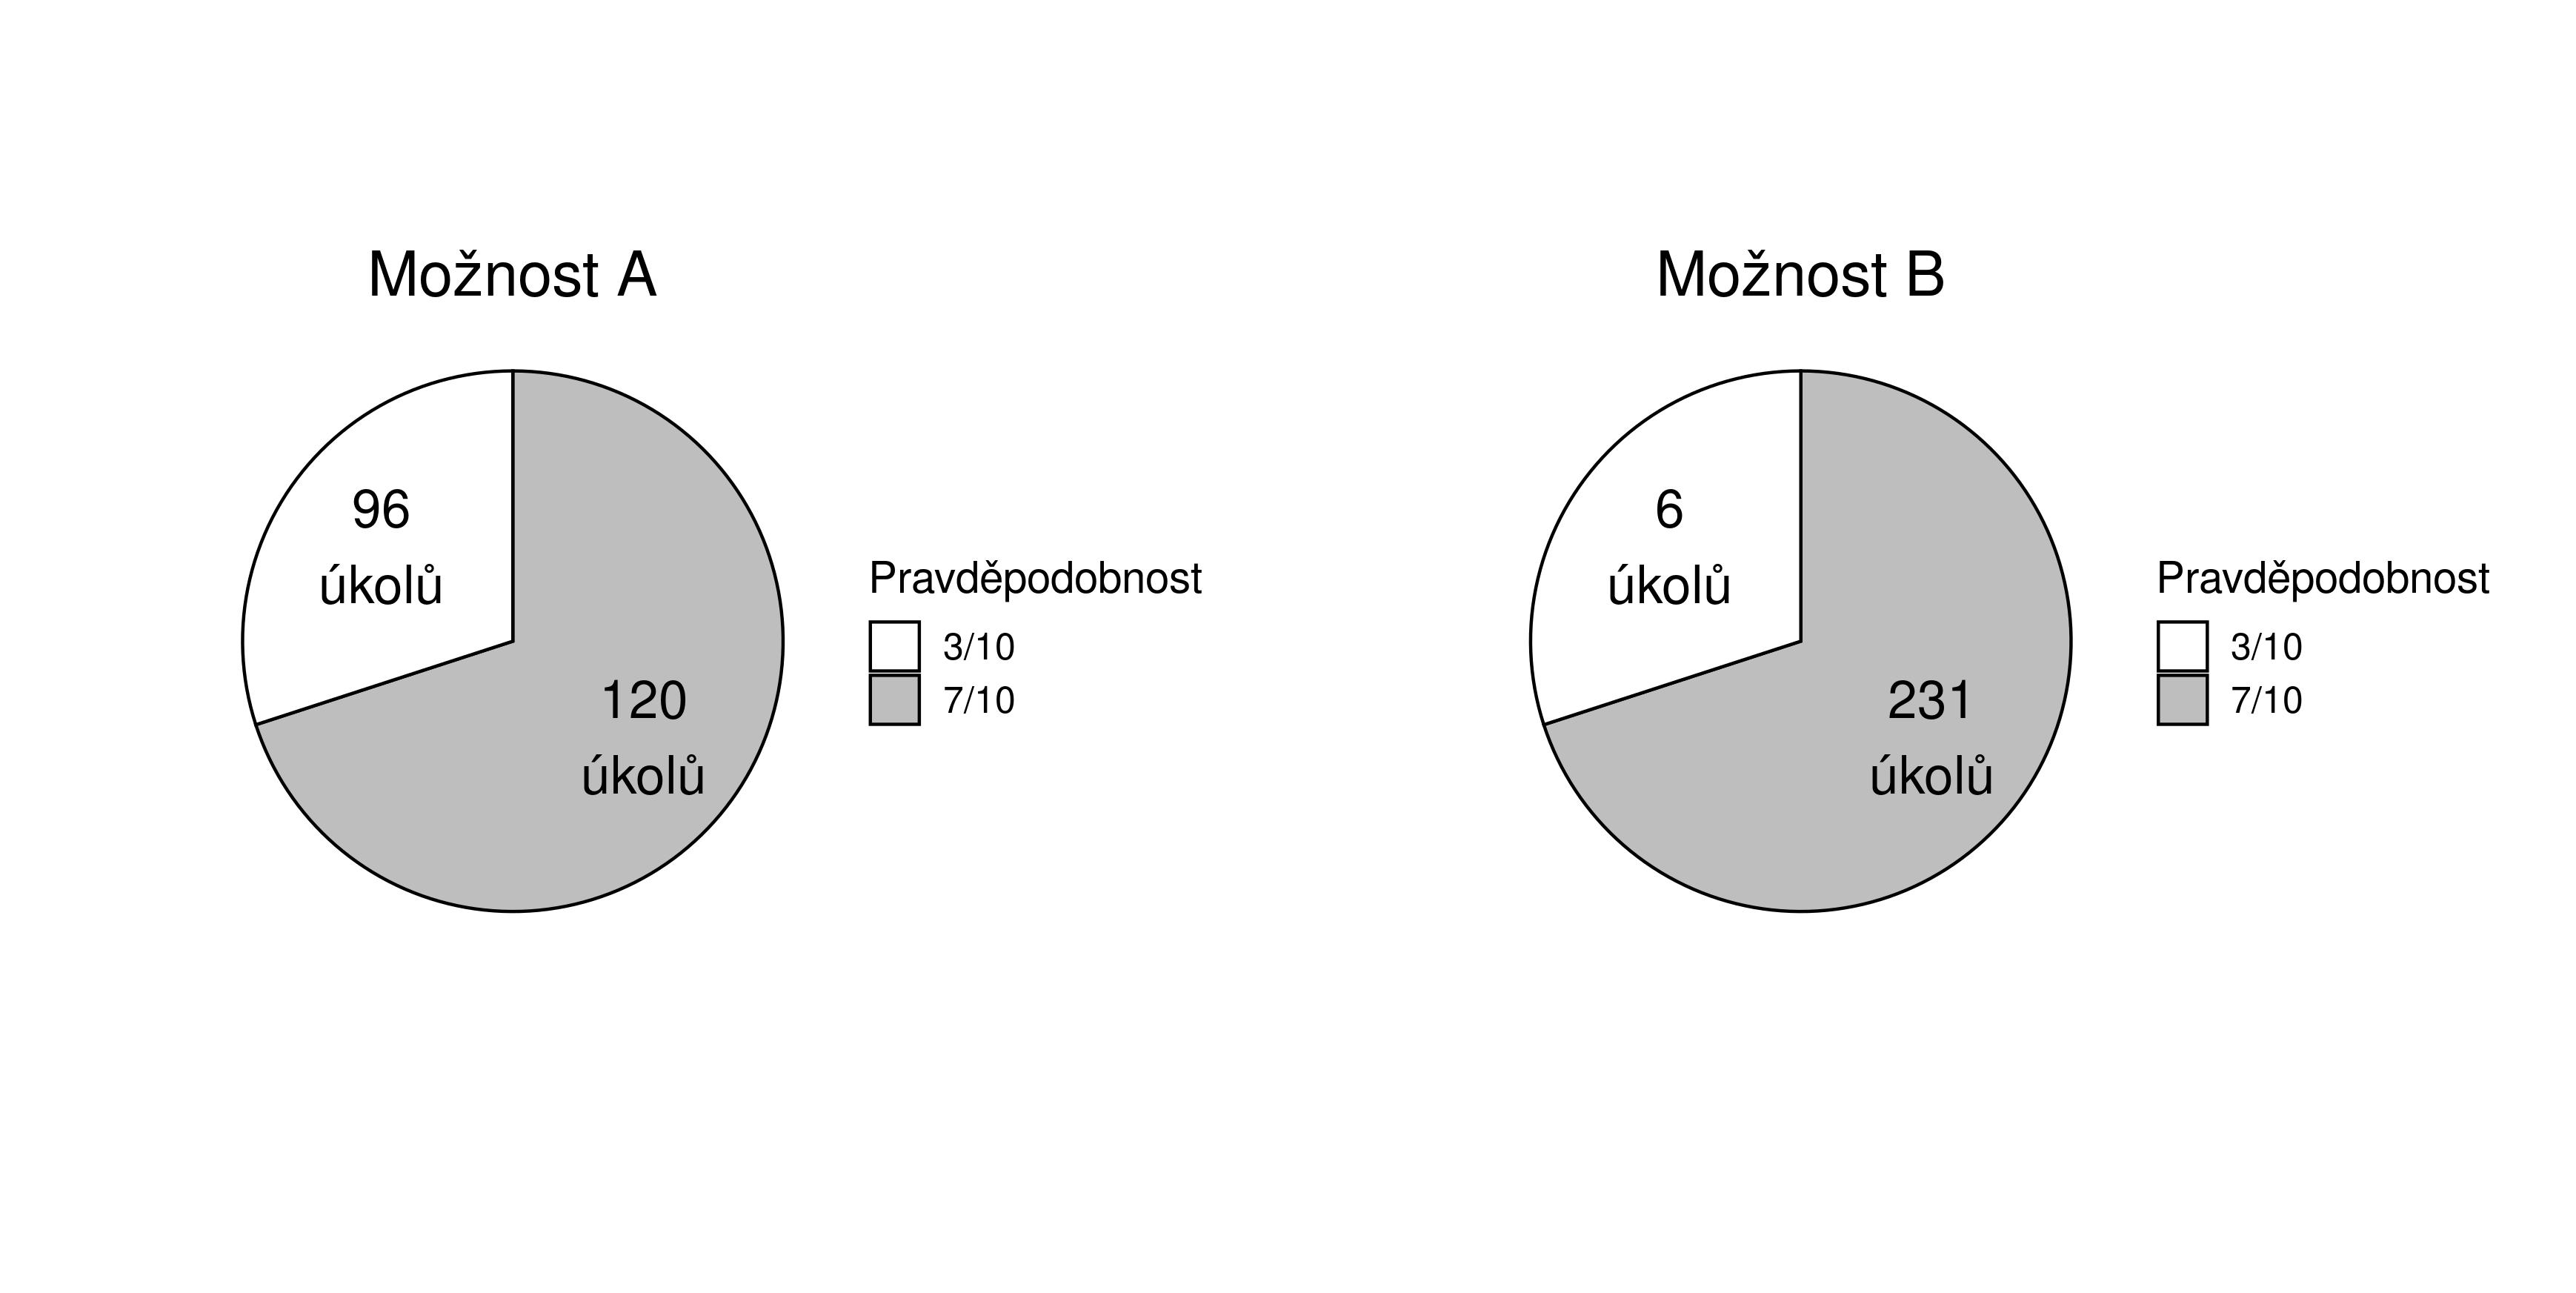 Možnost A
96
úkolů
120
úkolů
Pravděpodobnost
3/10
7/10
Možnost B
6
úkolů
231
úkolů
Pravděpodobnost
3/10
7/10